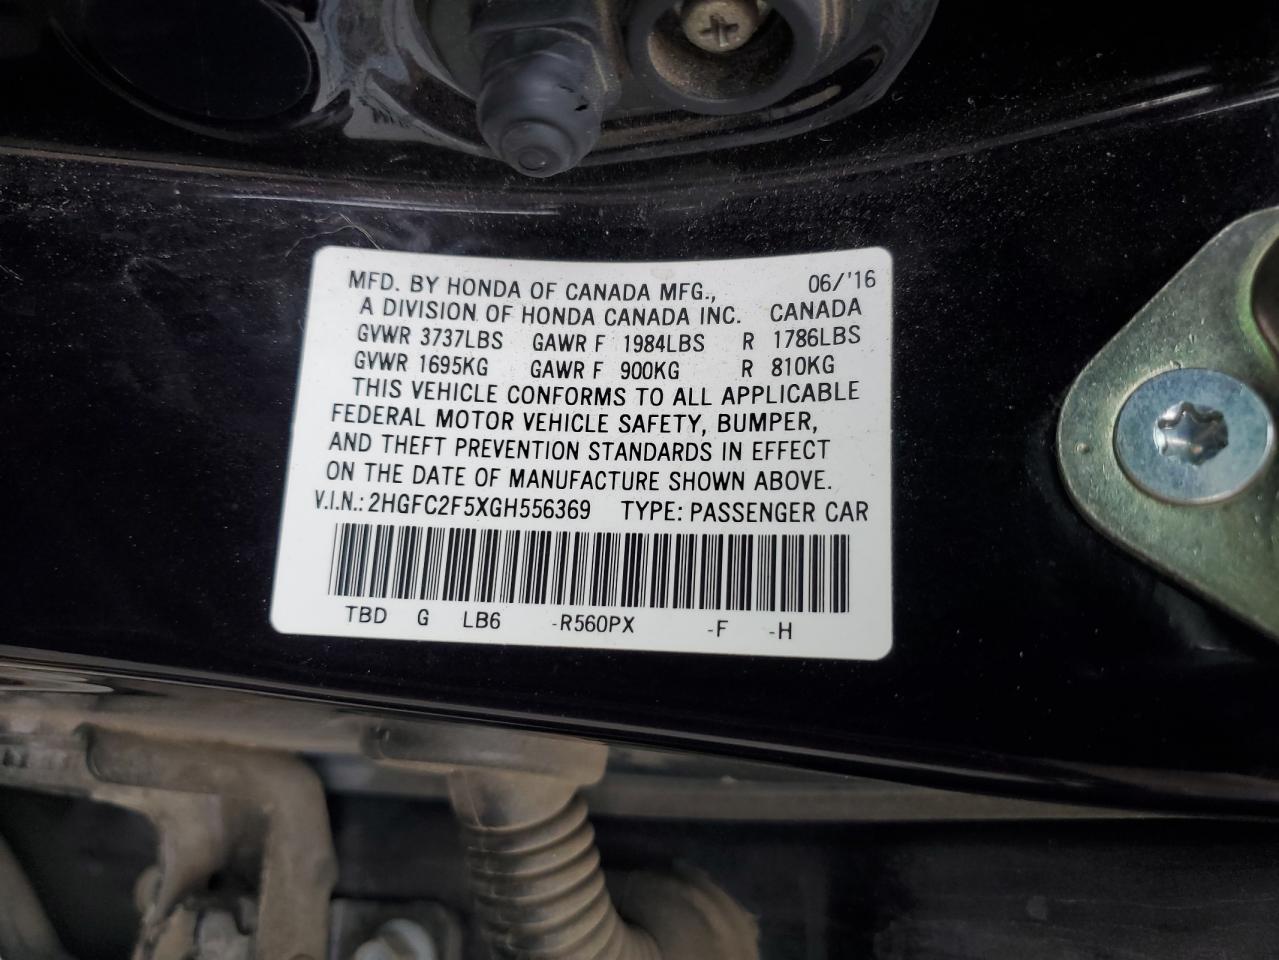 MFD. BY HONDA OF CANADA MFG., 06/'16
A DIVISION OF HONDA CANADA INC. CANADA
GVWR 3737LBS GAWR F 1984LBS R 1786LBS
GVWR 1695KG GAWR F 900KG R 810KG
THIS VEHICLE CONFORMS TO ALL APPLICABLE
FEDERAL MOTOR VEHICLE SAFETY, BUMPER,
AND THEFT PREVENTION STANDARDS IN EFFECT
ON THE DATE OF MANUFACTURE SHOWN ABOVE.
V.I.N.: 2HGFC2F5XGH556369 TYPE: PASSENGER CAR
TBD G LB6 -R560PX -F -H